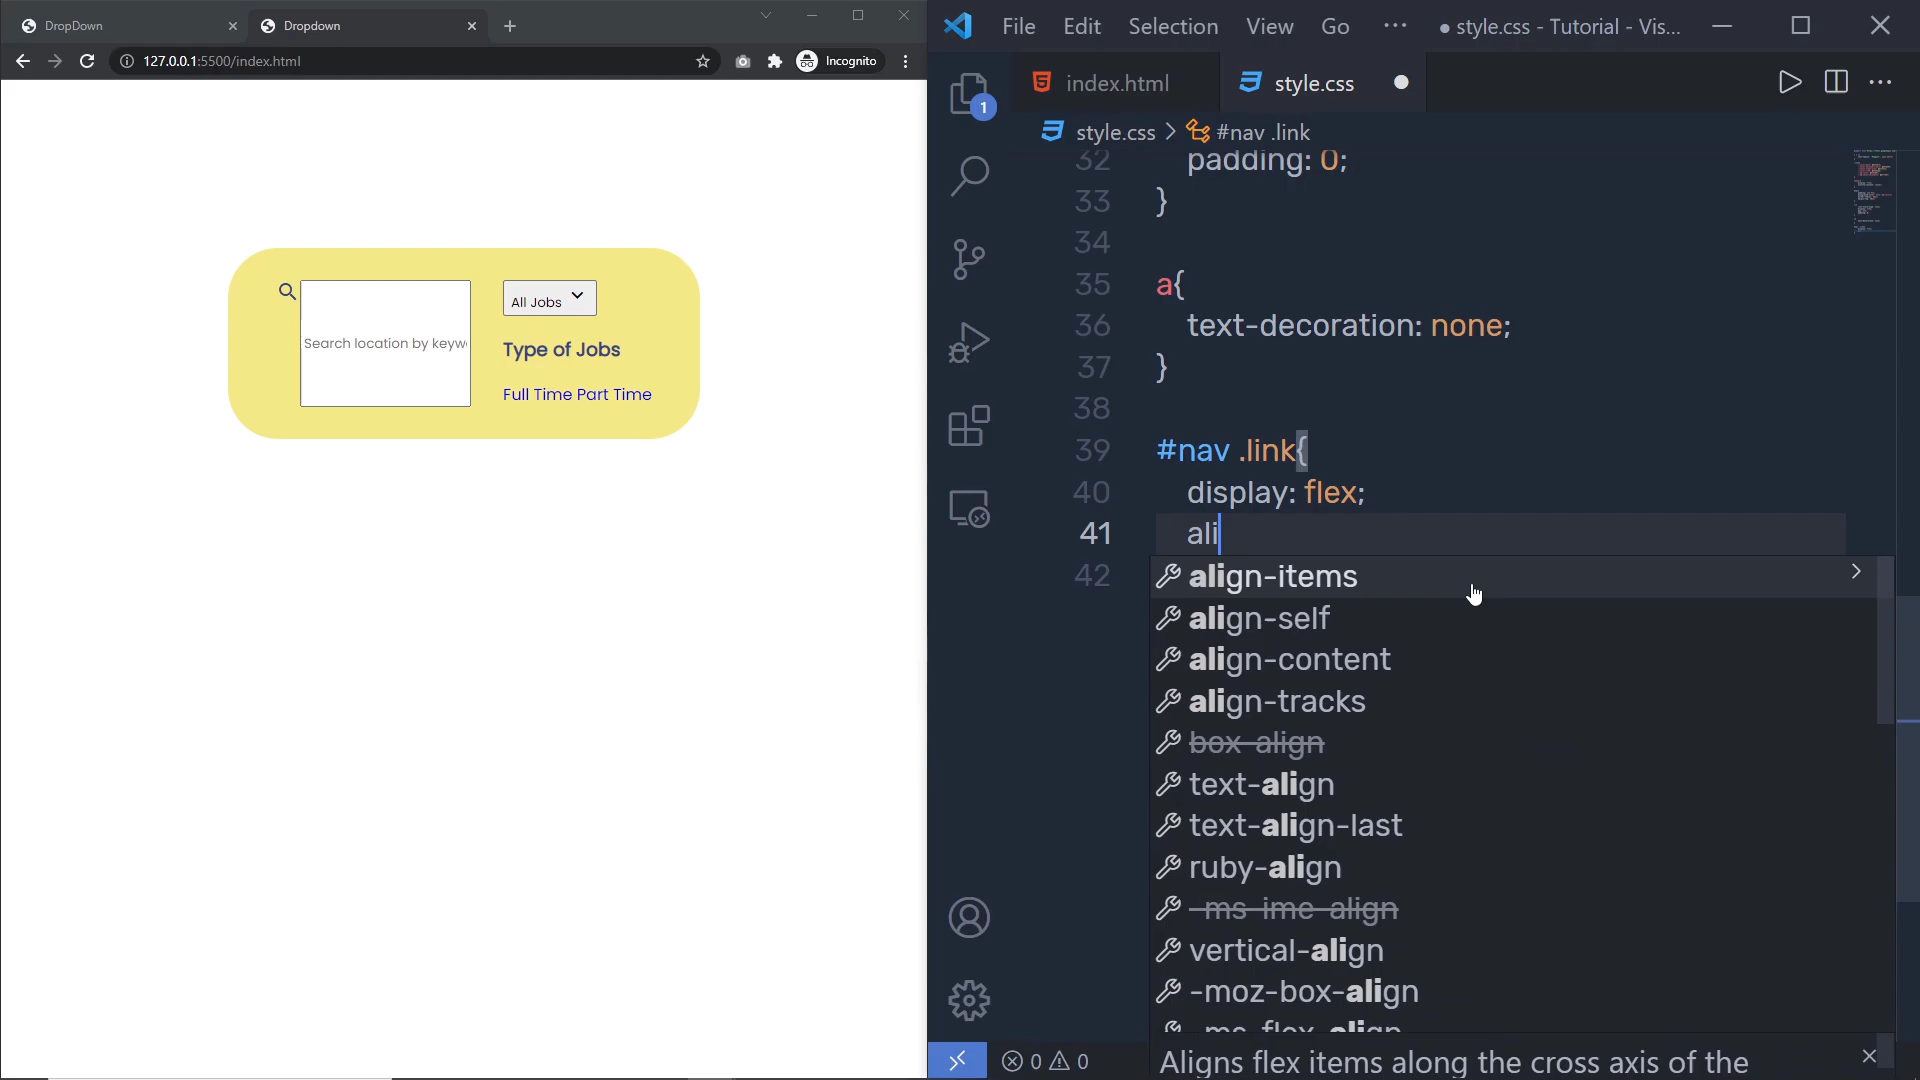 DropDown
Dropdown
127.0.0.1:5500/index.html
Incognito
Search location by keyw
All Jobs
Type of Jobs
Full Time Part Time
File Edit Selection View Go ··· ● style.css - Tutorial - Vis...
1
index.html
style.css
style.css > #nav .link
32 padding: 0;
33 }
34
35 a{
36 text-decoration: none;
37 }
38
39 #nav .link{
40 display: flex;
41 ali
42
align-items
align-self
align-content
align-tracks
box-align
text-align
text-align-last
ruby-align
-ms-ime-align
vertical-align
-moz-box-align
-ms-flex-align
0 0
Aligns flex items along the cross axis of the